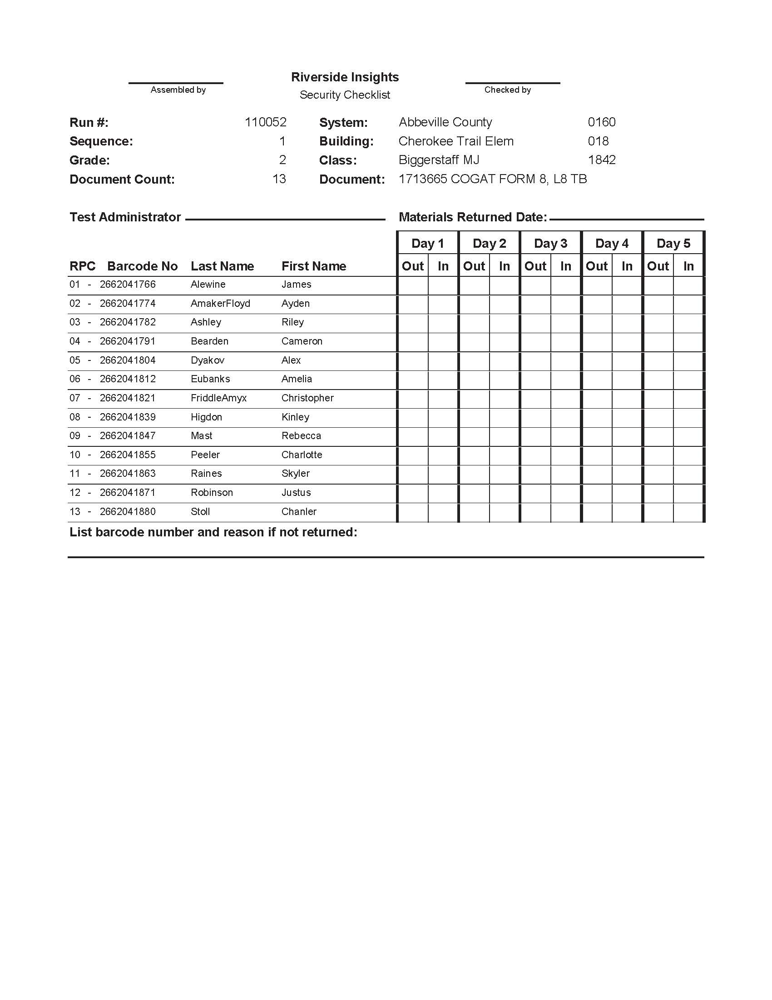 Riverside Insights
Assembled by Security Checklist Checked by
Run #: 110052 System: Abbeville County 0160
Sequence: 1 Building: Cherokee Trail Elem 018
Grade: 2 Class: Biggerstaff MJ 1842
Document Count: 13 Document: 1713665 COGAT FORM 8, L8 TB
Test Administrator Materials Returned Date:
Day 1 Day 2 Day 3 Day 4 Day 5
RPC Barcode No Last Name First Name Out In Out In Out In Out In Out In
01 - 2662041766 Alewine James
02 - 2662041774 AmakerFloyd Ayden
03 - 2662041782 Ashley Riley
04 - 2662041791 Bearden Cameron
05 - 2662041804 Dyakov Alex
06 - 2662041812 Eubanks Amelia
07 - 2662041821 FriddleAmyx Christopher
08 - 2662041839 Higdon Kinley
09 - 2662041847 Mast Rebecca
10 - 2662041855 Peeler Charlotte
11 - 2662041863 Raines Skyler
12 - 2662041871 Robinson Justus
13 - 2662041880 Stoll Chanler
List barcode number and reason if not returned: